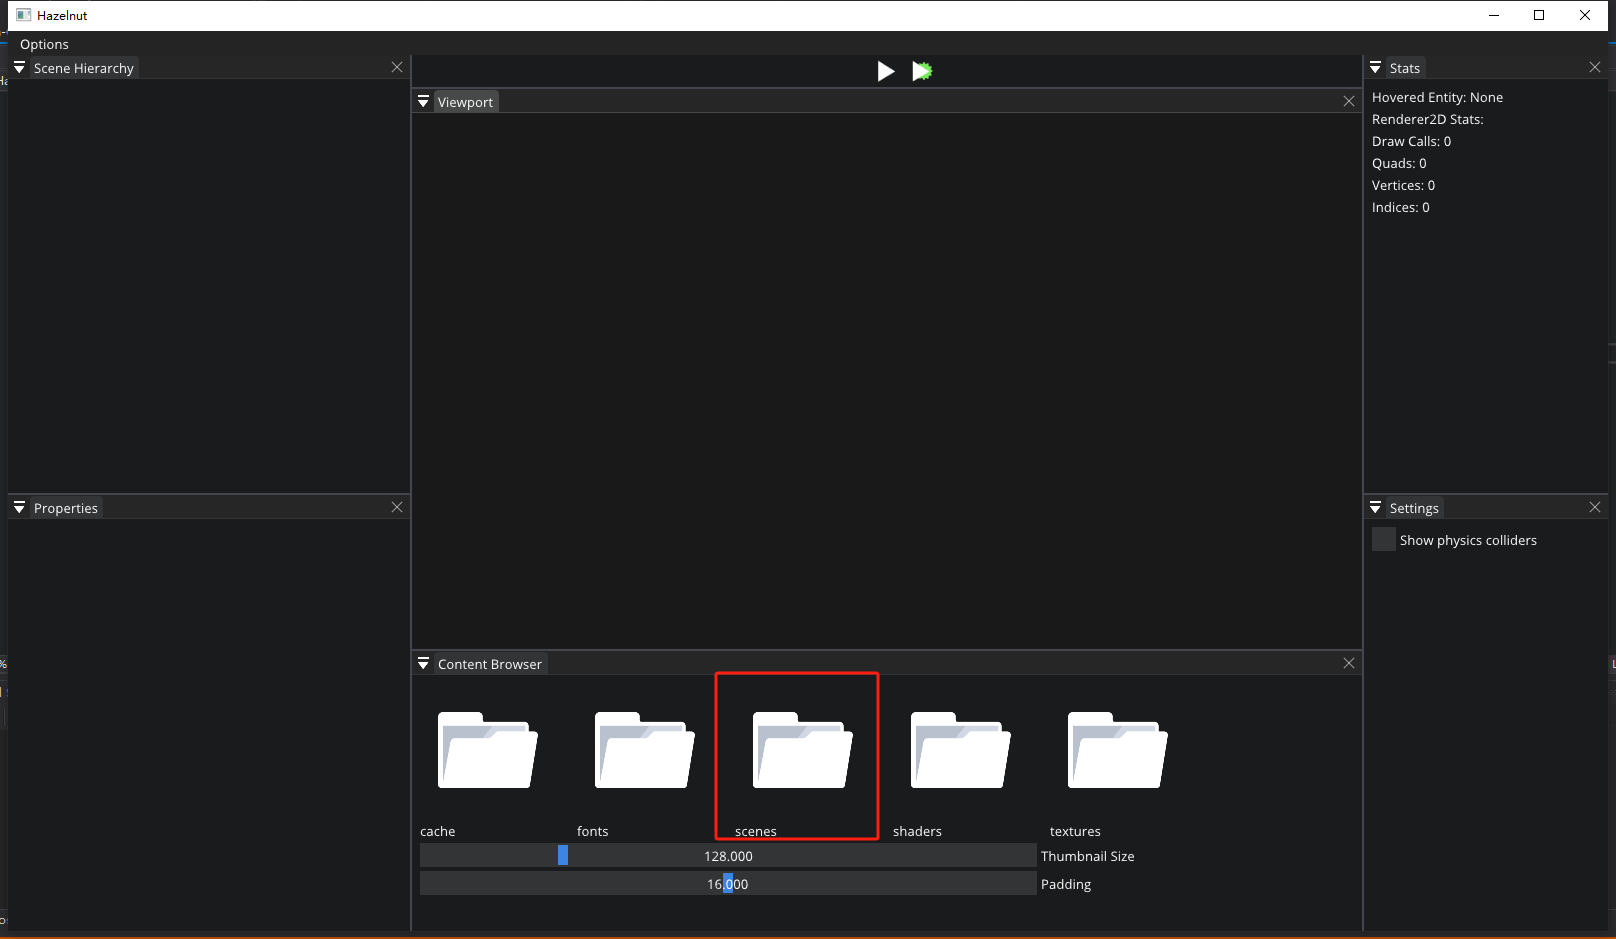 Hazelnut
Options
Scene Hierarchy
Viewport
Stats
Hovered Entity: None
Renderer2D Stats:
Draw Calls: 0
Quads: 0
Vertices: 0
Indices: 0
Properties
Settings
Show physics colliders
Content Browser
cache
fonts
scenes
shaders
textures
128.000
Thumbnail Size
16.000
Padding